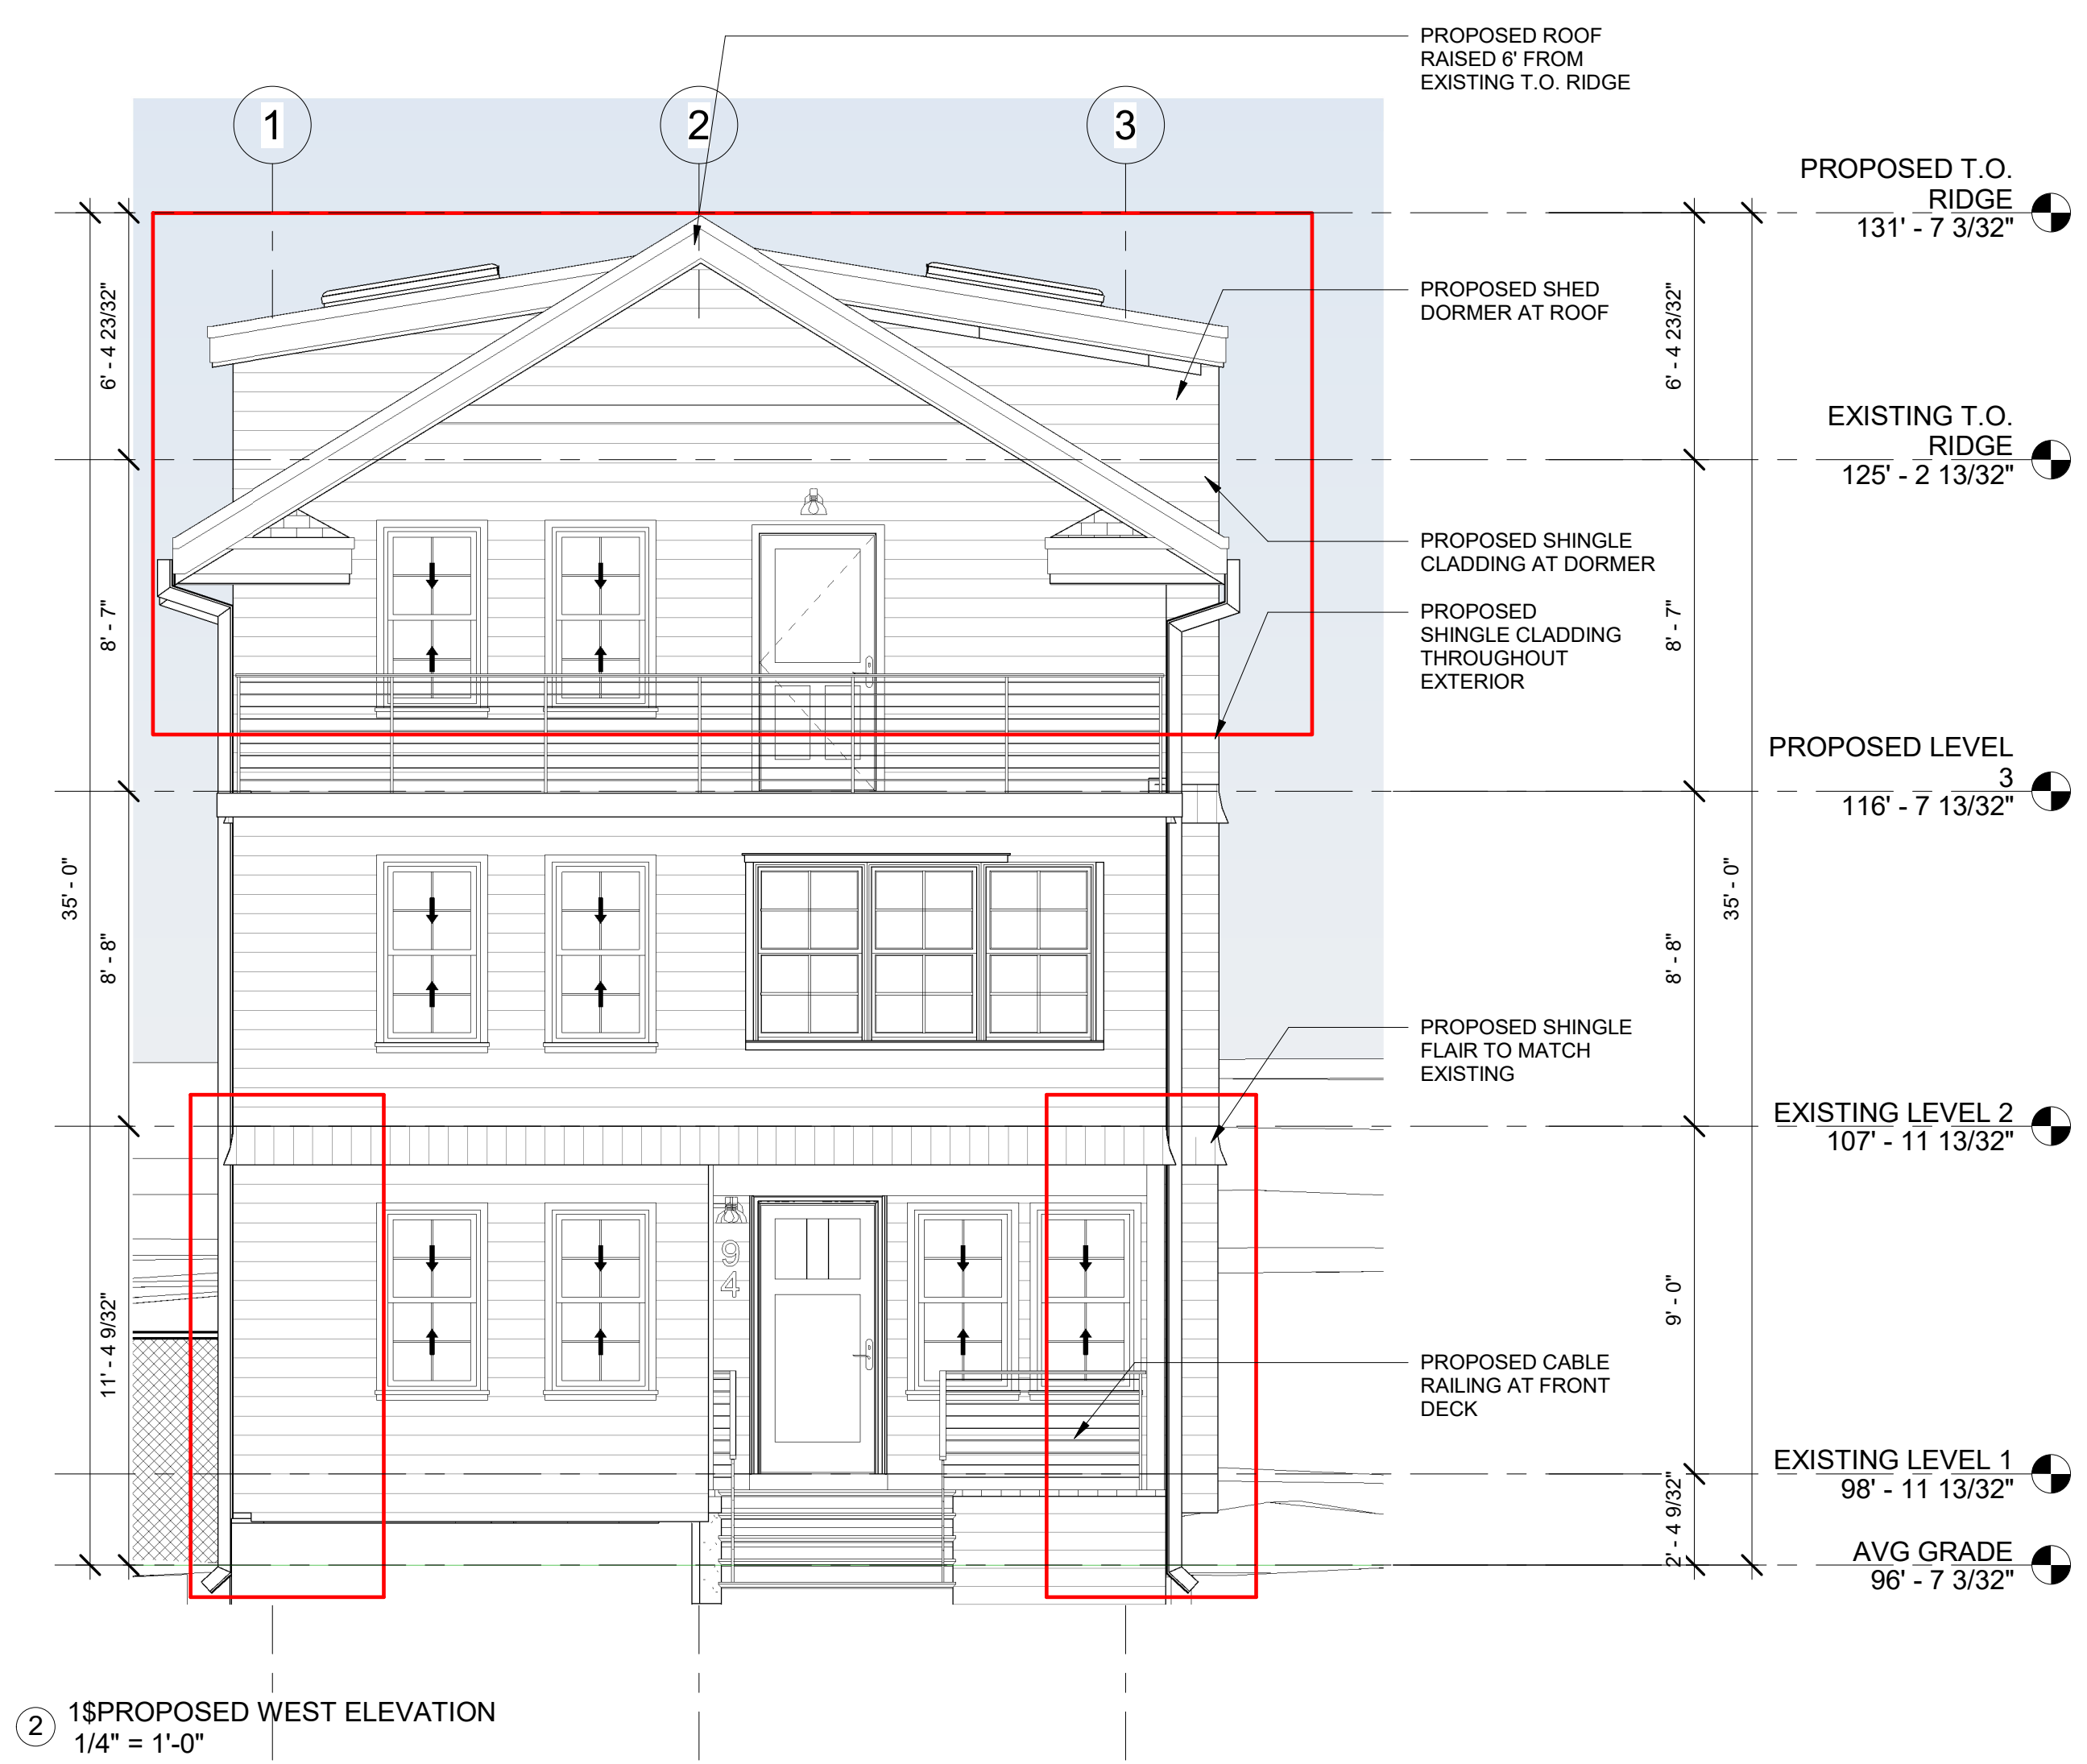 PROPOSED ROOF
RAISED 6' FROM
EXISTING T.O. RIDGE
1
2
3
PROPOSED T.O.
RIDGE
131' - 7 3/32"
PROPOSED SHED
DORMER AT ROOF
6' - 4 23/32"
6' - 4 23/32"
EXISTING T.O.
RIDGE
125' - 2 13/32"
PROPOSED SHINGLE
CLADDING AT DORMER
PROPOSED
SHINGLE CLADDING
THROUGHOUT
EXTERIOR
8' - 7"
8' - 7"
PROPOSED LEVEL
3
116' - 7 13/32"
35' - 0"
8' - 8"
8' - 8"
35' - 0"
PROPOSED SHINGLE
FLAIR TO MATCH
EXISTING
EXISTING LEVEL 2
107' - 11 13/32"
94
11' - 4 9/32"
9' - 0"
PROPOSED CABLE
RAILING AT FRONT
DECK
EXISTING LEVEL 1
98' - 11 13/32"
2' - 4 9/32"
AVG GRADE
96' - 7 3/32"
2
1$PROPOSED WEST ELEVATION
1/4" = 1'-0"